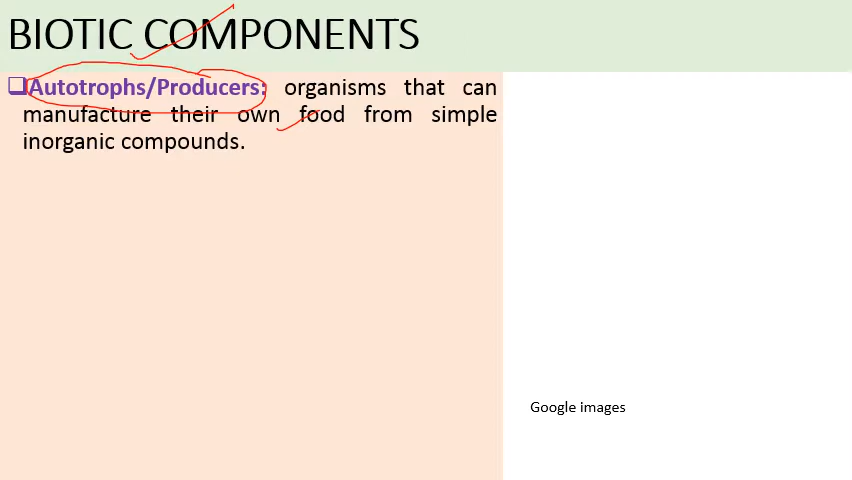 BIOTIC COMPONENTS
Autotrophs/Producers: organisms that can
manufacture their own food from simple
inorganic compounds.
Google images